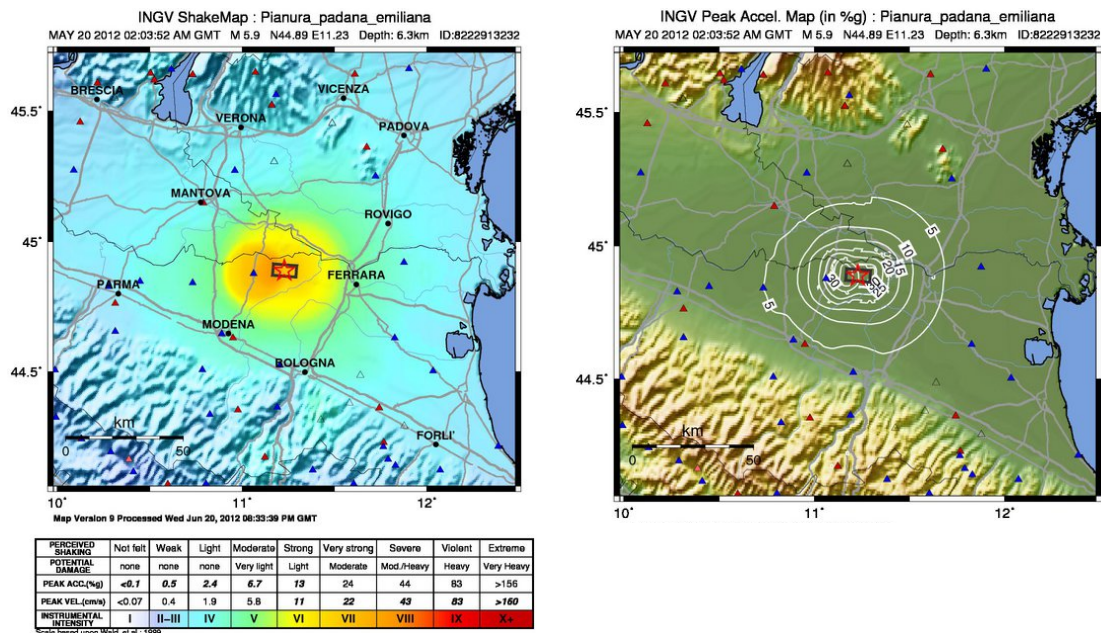 INGV ShakeMap : Pianura_padana_emiliana
MAY 20 2012 02:03:52 AM GMT M 5.9 N44.89 E11.23 Depth: 6.3km ID:8222913232
BRESCIA
VICENZA
45.5˚
VERONA
PADOVA
MANTOVA
ROVIGO
45˚
FERRARA
PARMA
MODENA
BOLOGNA
44.5˚
FORLI'
km
0 50
10˚ 11˚ 12˚
Map Version 9 Processed Wed Jun 20, 2012 08:33:39 PM GMT
PERCEIVED SHAKING Not felt Weak Light Moderate Strong Very strong Severe Violent Extreme
POTENTIAL DAMAGE none none none Very light Light Moderate Mod./Heavy Heavy Very Heavy
PEAK ACC.(%g) <0.1 0.5 2.4 6.7 13 24 44 83 >156
PEAK VEL.(cm/s) <0.07 0.4 1.9 5.8 11 22 43 83 >160
INSTRUMENTAL INTENSITY I II-III IV V VI VII VIII IX X+
Scale based upon Wald, et al.; 1999
INGV Peak Accel. Map (in %g) : Pianura_padana_emiliana
MAY 20 2012 02:03:52 AM GMT M 5.9 N44.89 E11.23 Depth: 6.3km ID:8222913232
45.5˚
5
10
45˚
15
20
30
5
44.5˚
km
0 50
10˚ 11˚ 12˚